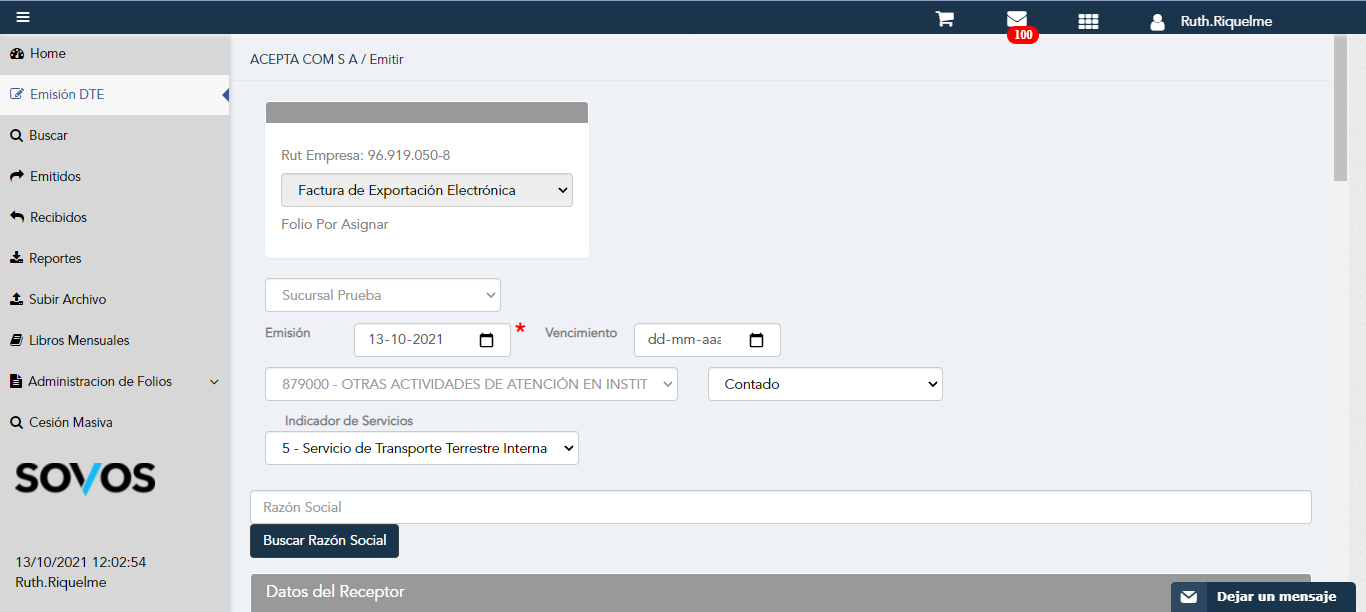 100
Ruth.Riquelme
Home
Emisión DTE
Buscar
Emitidos
Recibidos
Reportes
Subir Archivo
Libros Mensuales
Administracion de Folios
Cesión Masiva
SOVOS
13/10/2021 12:02:54
Ruth.Riquelme
ACEPTA COM S A / Emitir
Rut Empresa: 96.919.050-8
Factura de Exportación Electrónica
Folio Por Asignar
Sucursal Prueba
Emisión 13-10-2021 * Vencimiento dd-mm-aaa
879000 - OTRAS ACTIVIDADES DE ATENCIÓN EN INSTIT Contado
Indicador de Servicios
5 - Servicio de Transporte Terrestre Interna
Razón Social
Buscar Razón Social
Datos del Receptor
Dejar un mensaje